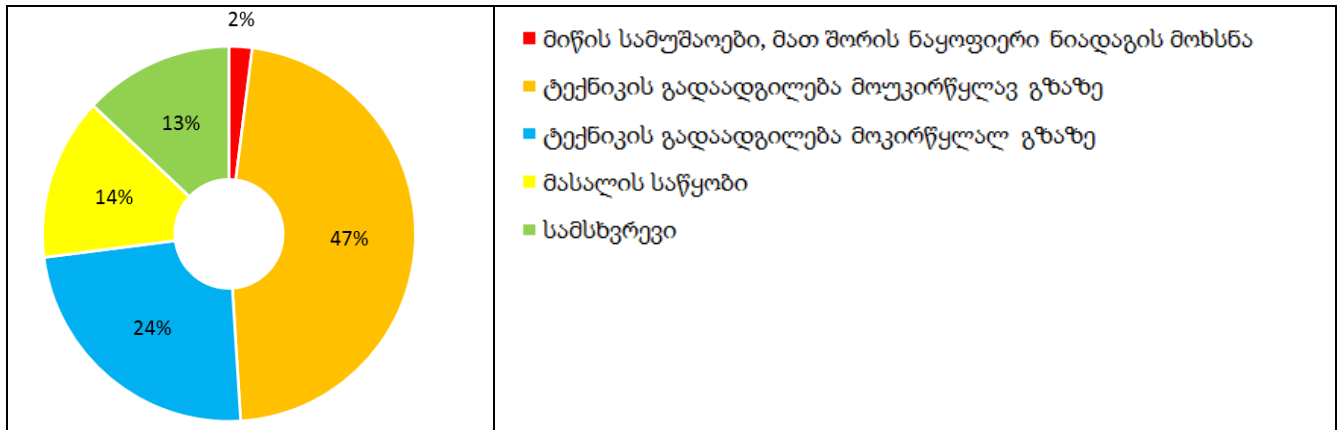 2%
13%
14%
47%
24%
მიწის სამუშაოები, მათ შორის ნაყოფიერი ნიადაგის მოხსნა
ტექნიკის გადაადგილება მოუკირწყლავ გზაზე
ტექნიკის გადაადგილება მოკირწყლალ გზაზე
მასალის საწყობი
სამსხვრევი